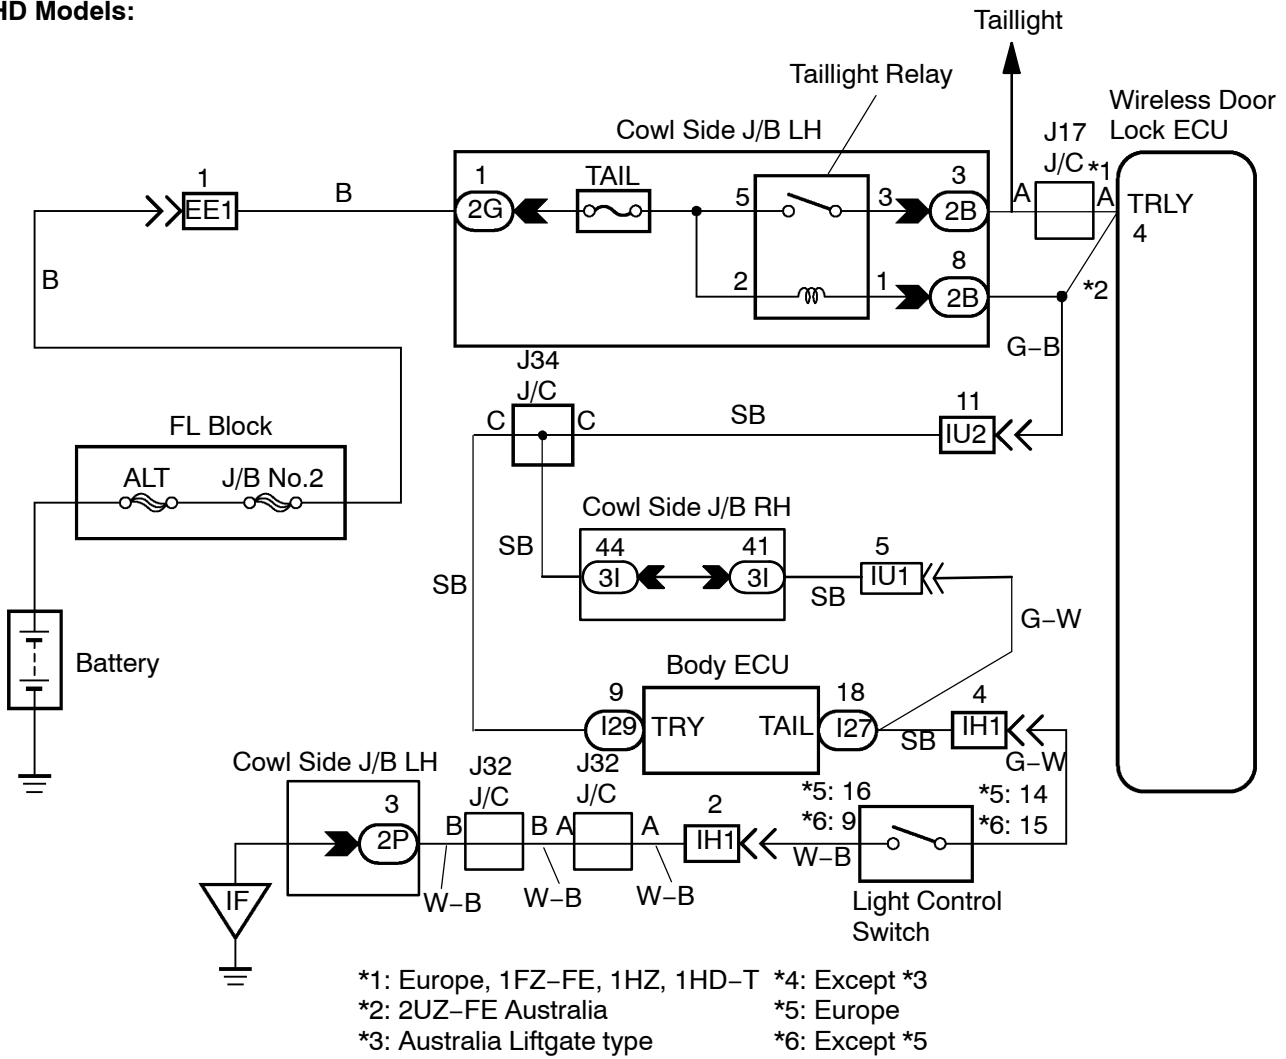 HD Models:
Taillight
Taillight Relay
Wireless Door
Lock ECU
Cowl Side J/B LH
J17
J/C
*1
1
EE1
B
1
2G
TAIL
5
3
3
2B
A
A
TRLY
4
B
2
1
8
2B
*2
G–B
J34
J/C
C
C
SB
11
IU2
FL Block
ALT
J/B No.2
Cowl Side J/B RH
SB
44
3I
41
3I
5
IU1
SB
SB
G–W
Battery
Body ECU
9
I29
TRY
TAIL
18
I27
4
IH1
SB
G–W
Cowl Side J/B LH
J32
J/C
J32
J/C
3
2P
B
B
A
A
2
IH1
*5: 16
*6: 9
*5: 14
*6: 15
W–B
W–B
W–B
W–B
Light Control
Switch
IF
*1: Europe, 1FZ–FE, 1HZ, 1HD–T
*4: Except *3
*2: 2UZ–FE Australia
*5: Europe
*3: Australia Liftgate type
*6: Except *5